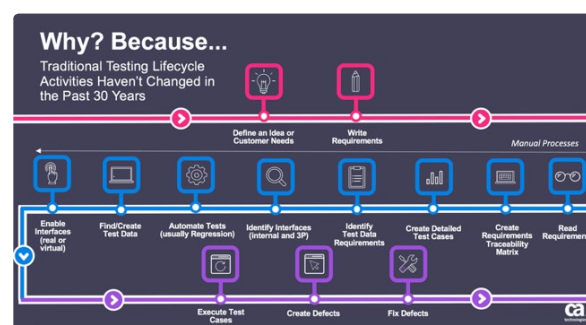 Why? Because...
Traditional Testing Lifecycle
Activities Haven't Changed in
the Past 30 Years
Define an Idea or
Customer Needs
Write
Requirements
Manual Processes
Enable
Interfaces
(real or
virtual)
Find/Create
Test Data
Automate Tests
(usually Regression)
Identify Interfaces
(internal and 3P)
Identify
Test Data
Requirements
Create Detailed
Test Cases
Create
Requirements
Traceability
Matrix
Read
Requiremen
Execute Test
Cases
Create Defects
Fix Defects
ca
technologies